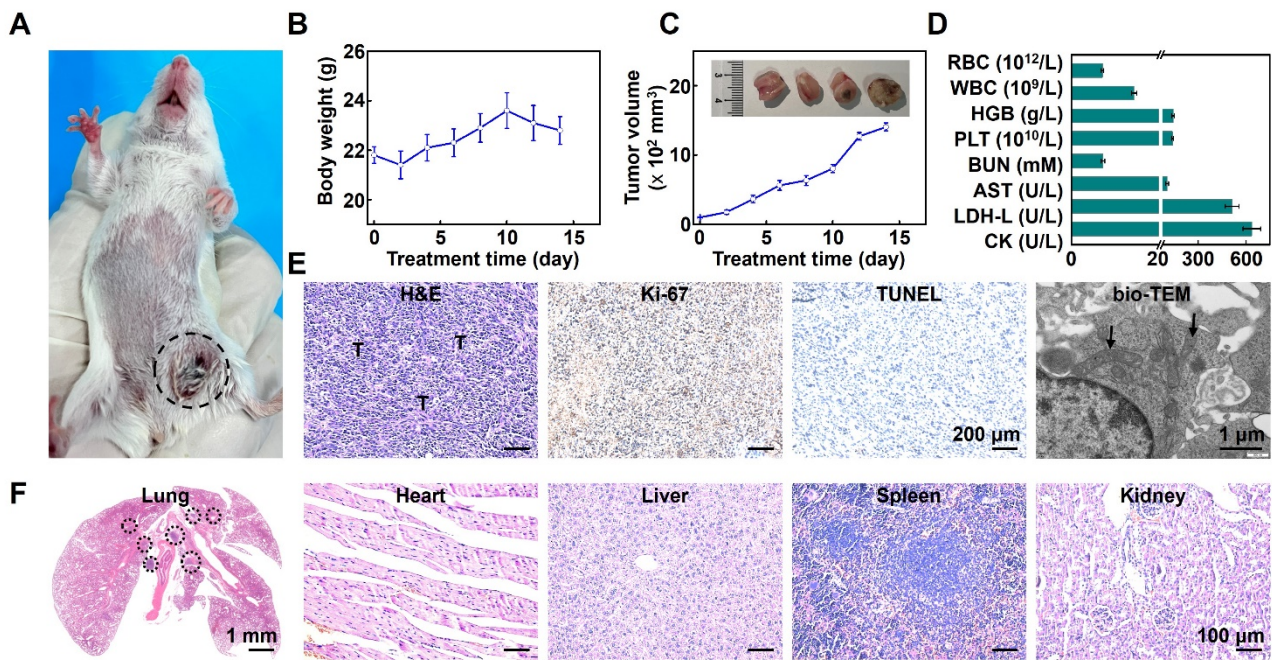 A
B
Body weight (g)
26
24
22
20
0
5
10
15
Treatment time (day)
C
Tumor volume
(x 10² mm³)
20
10
0
0
5
10
15
Treatment time (day)
3
4
D
RBC (10¹²/L)
WBC (10⁹/L)
HGB (g/L)
PLT (10¹⁰/L)
BUN (mM)
AST (U/L)
LDH-L (U/L)
CK (U/L)
0
20
300
600
E
H&E
T
T
T
Ki-67
TUNEL
200 μm
bio-TEM
1 μm
F
Lung
1 mm
Heart
Liver
Spleen
Kidney
100 μm